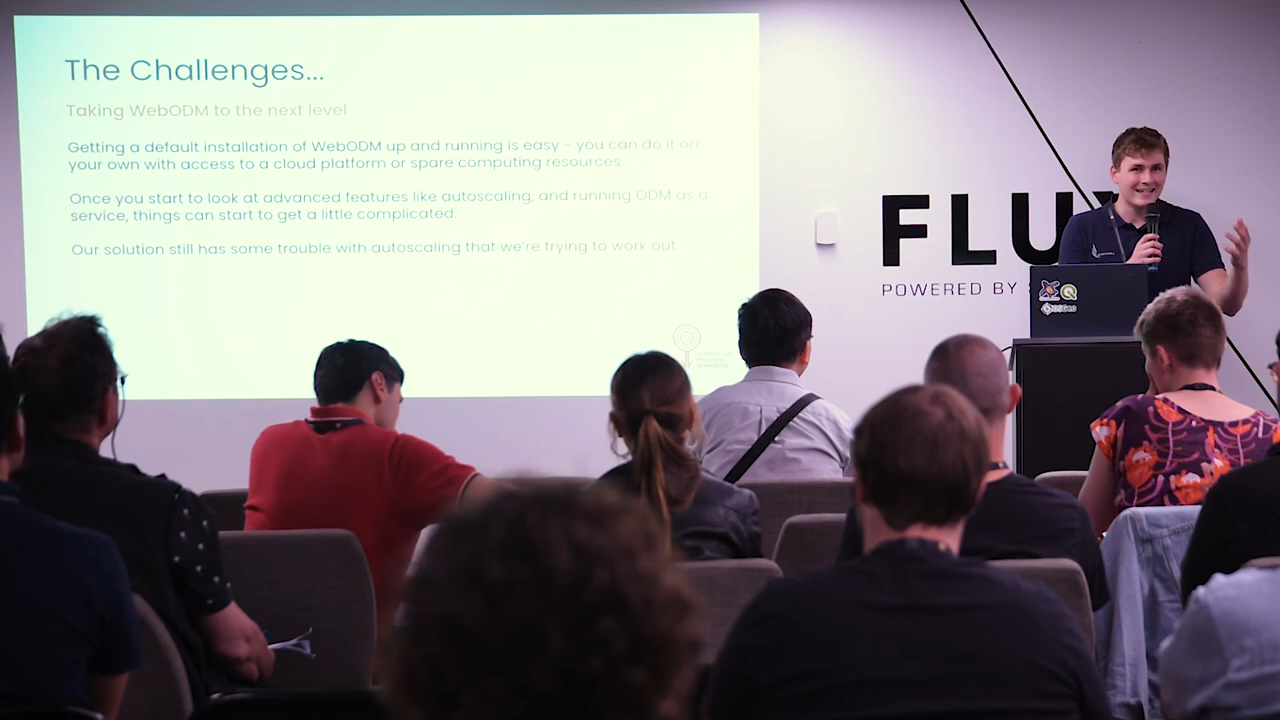 The Challenges...
Taking WebODM to the next level
Getting a default installation of WebODM up and running is easy - you can do it on
your own with access to a cloud platform or spare computing resources.
Once you start to look at advanced features like autoscaling, and running ODM as a
service, things can start to get a little complicated.
Our solution still has some trouble with autoscaling that we're trying to work out
FLUX
POWERED BY